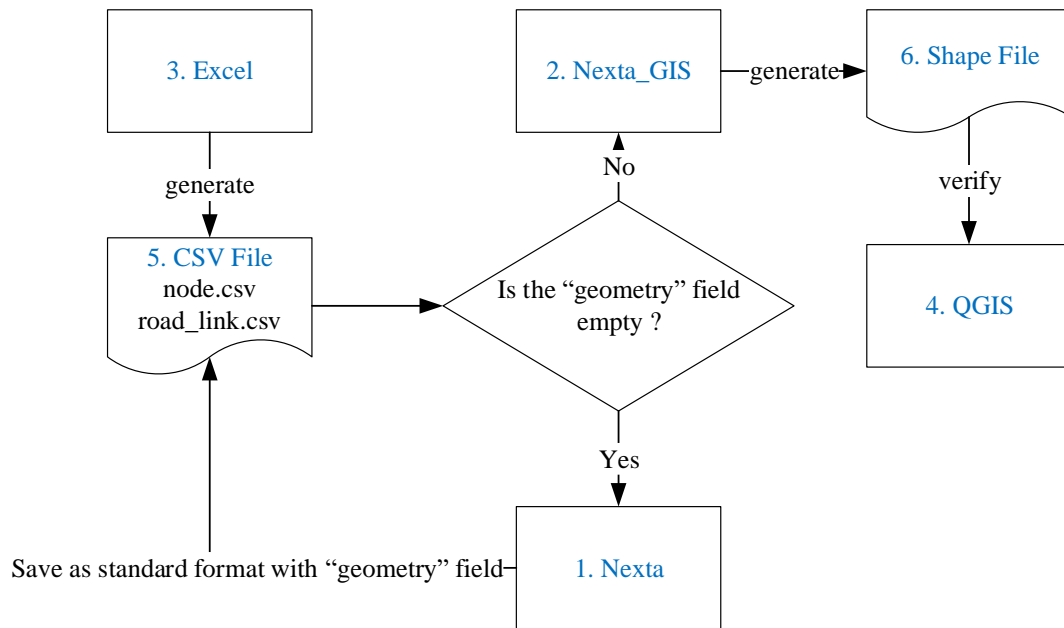 3. Excel
2. Nexta_GIS
generate
6. Shape File
generate
No
verify
5. CSV File
node.csv
road_link.csv
Is the “geometry” field
empty ?
4. QGIS
Yes
Save as standard format with “geometry” field
1. Nexta